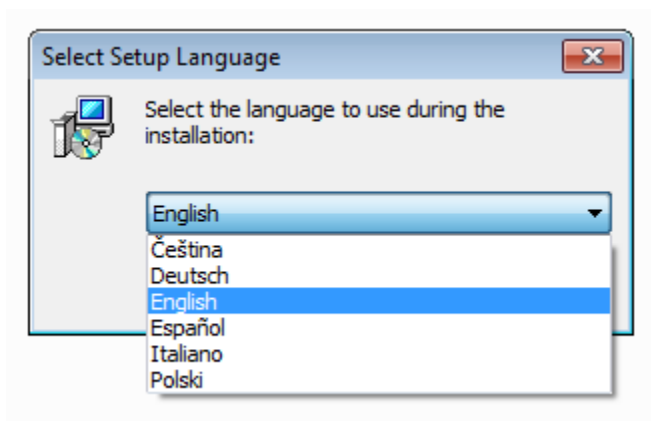 Select Setup Language
Select the language to use during the
installation:
English
Čeština
Deutsch
English
Español
Italiano
Polski